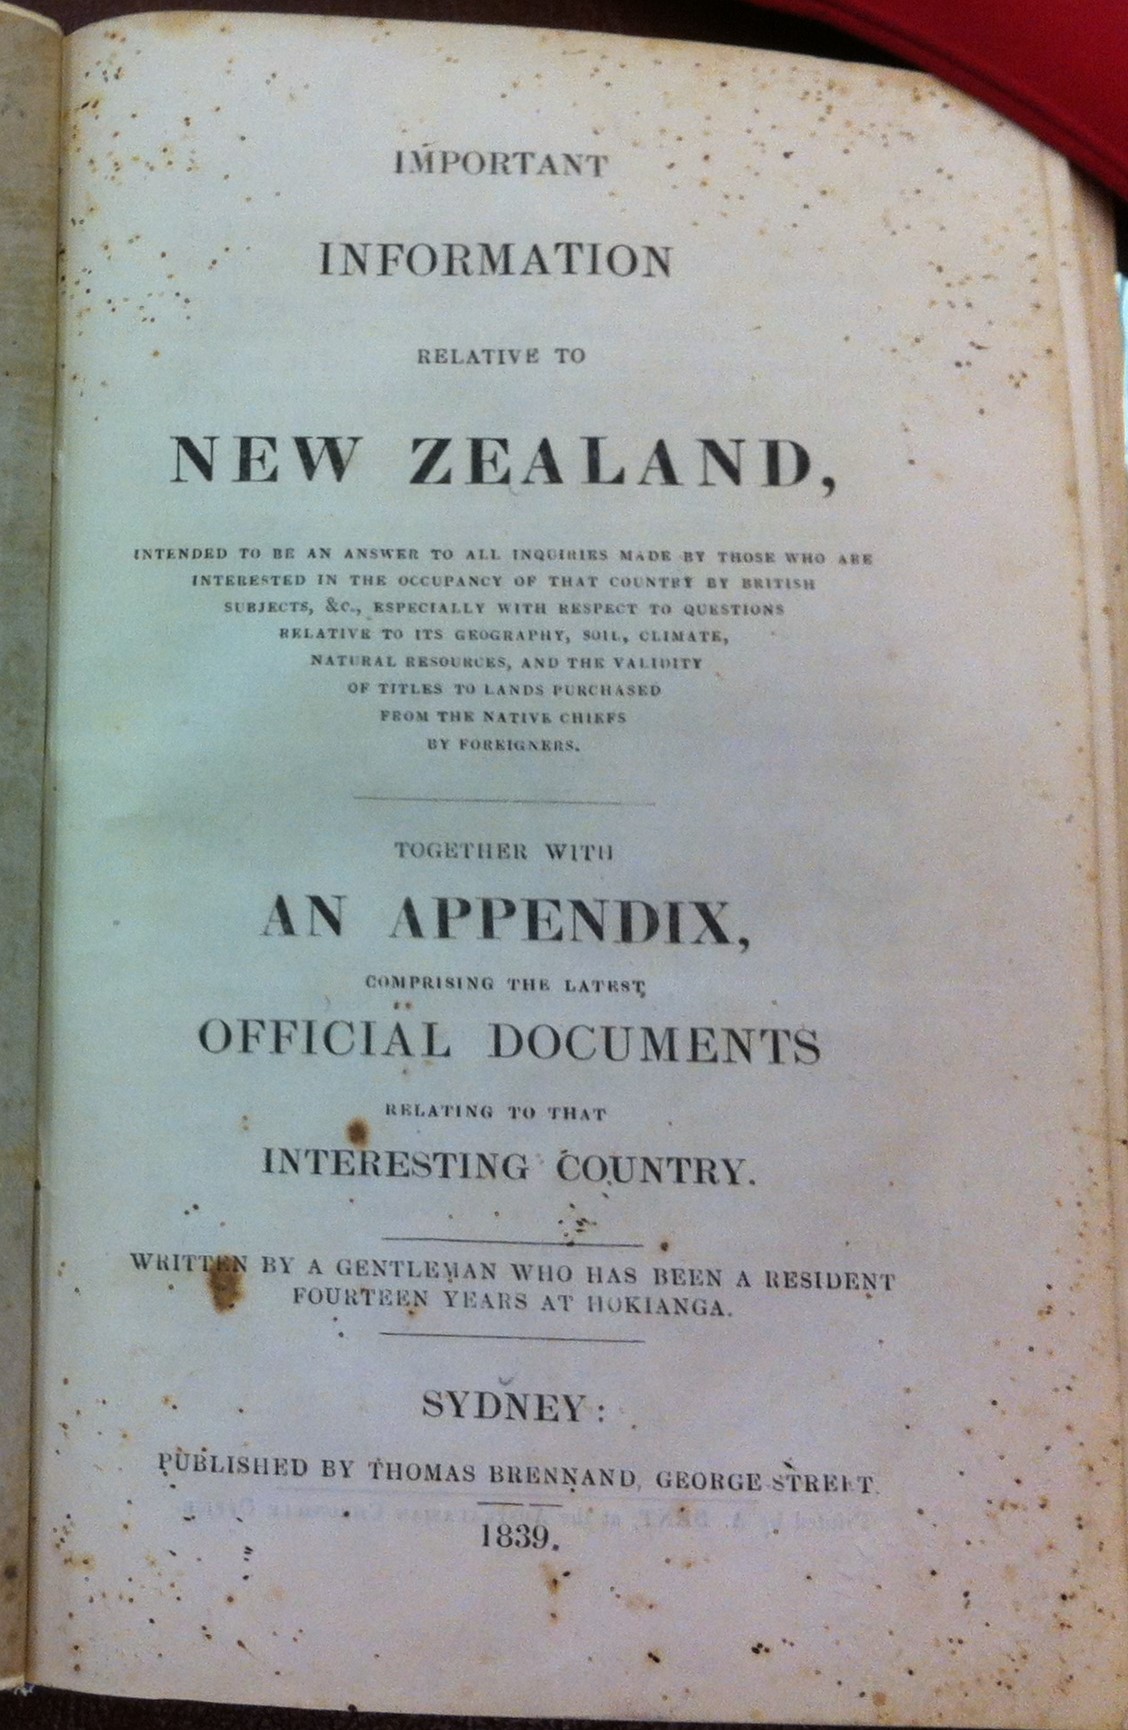 IMPORTANT
INFORMATION
RELATIVE TO
NEW ZEALAND,
INTENDED TO BE AN ANSWER TO ALL INQUIRIES MADE BY THOSE WHO ARE
INTERESTED IN THE OCCUPANCY OF THAT COUNTRY BY BRITISH
SUBJECTS, &C., ESPECIALLY WITH RESPECT TO QUESTIONS
RELATIVE TO ITS GEOGRAPHY, SOIL, CLIMATE,
NATURAL RESOURCES, AND THE VALIDITY
OF TITLES TO LANDS PURCHASED
FROM THE NATIVE CHIEFS
BY FOREIGNERS.
TOGETHER WITH
AN APPENDIX,
COMPRISING THE LATEST
OFFICIAL DOCUMENTS
RELATING TO THAT
INTERESTING COUNTRY.
WRITTEN BY A GENTLEMAN WHO HAS BEEN A RESIDENT
FOURTEEN YEARS AT HOKIANGA.
SYDNEY:
PUBLISHED BY THOMAS BRENNAND, GEORGE-STREET.
1839.